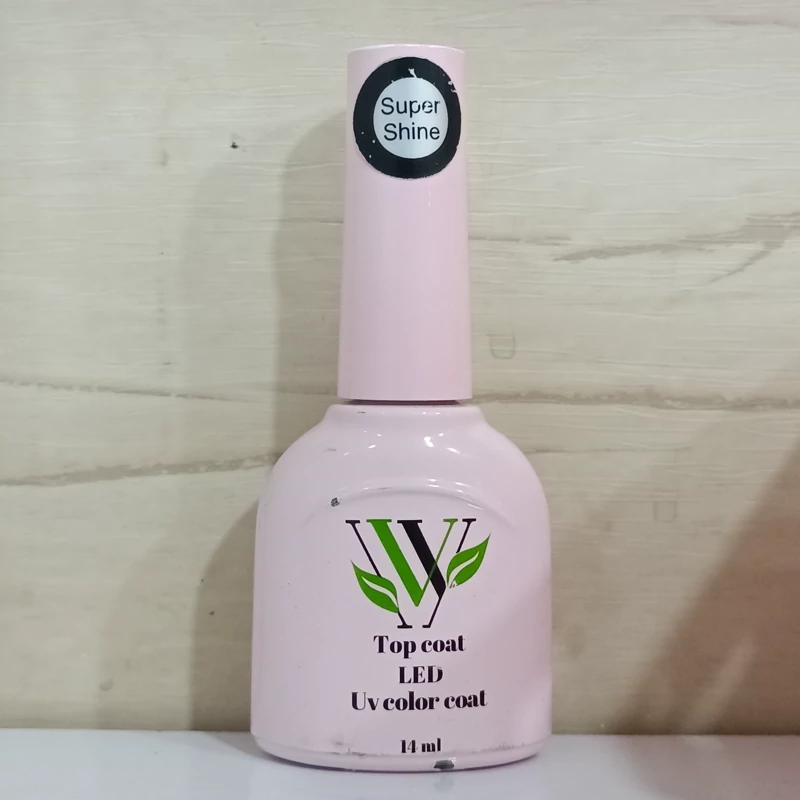 Super
Shine
Top coat
LED
Uv color coat
14 ml